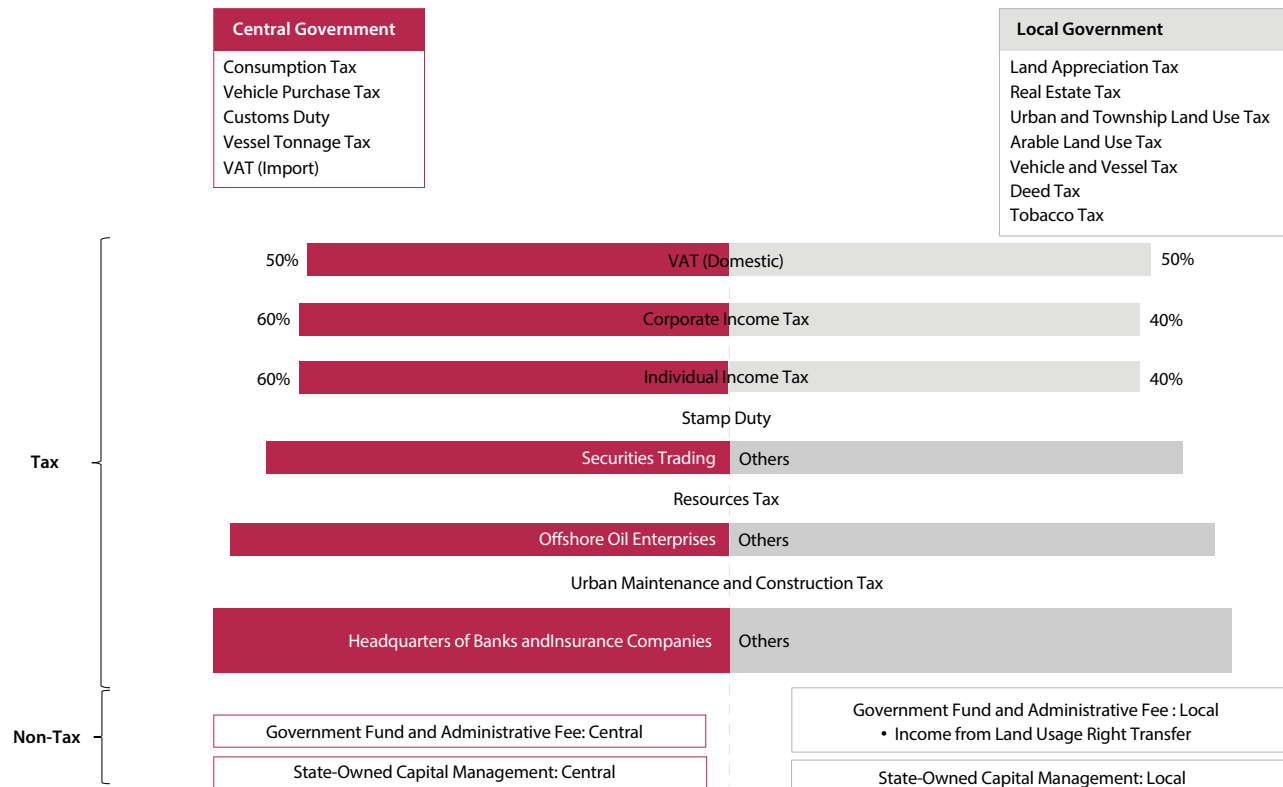 Central Government
Consumption Tax
Vehicle Purchase Tax
Customs Duty
Vessel Tonnage Tax
VAT (Import)
Local Government
Land Appreciation Tax
Real Estate Tax
Urban and Township Land Use Tax
Arable Land Use Tax
Vehicle and Vessel Tax
Deed Tax
Tobacco Tax
Tax
50% VAT (Domestic) 50%
60% Corporate Income Tax 40%
60% Individual Income Tax 40%
Stamp Duty
Securities Trading Others
Resources Tax
Offshore Oil Enterprises Others
Urban Maintenance and Construction Tax
Headquarters of Banks andInsurance Companies Others
Non-Tax
Government Fund and Administrative Fee: Central
State-Owned Capital Management: Central
Government Fund and Administrative Fee : Local
• Income from Land Usage Right Transfer
State-Owned Capital Management: Local